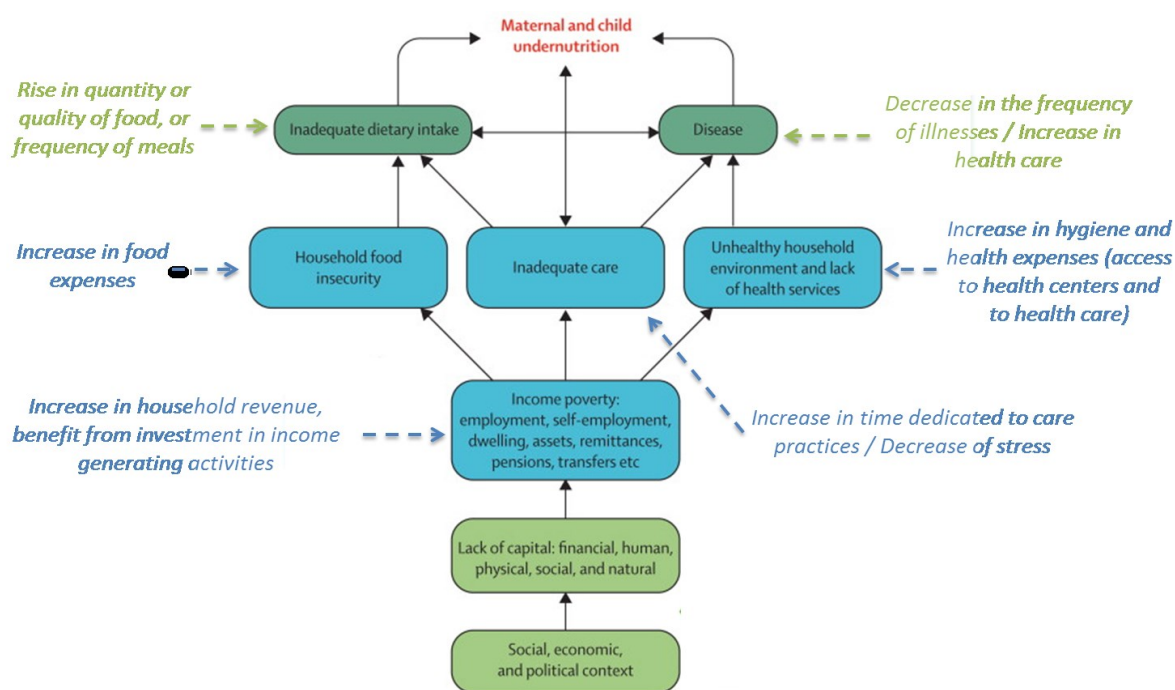 Maternal and child
undernutrition
Rise in quantity or
quality of food, or
frequency of meals
Inadequate dietary intake
Disease
Decrease in the frequency
of illnesses / Increase in
health care
Increase in food
expenses
Household food
insecurity
Inadequate care
Unhealthy household
environment and lack
of health services
Increase in hygiene and
health expenses (access
to health centers and
to health care)
Increase in household revenue,
benefit from investment in income
generating activities
Income poverty:
employment, self-employment,
dwelling, assets, remittances,
pensions, transfers etc
Increase in time dedicated to care
practices / Decrease of stress
Lack of capital: financial, human,
physical, social, and natural
Social, economic,
and political context